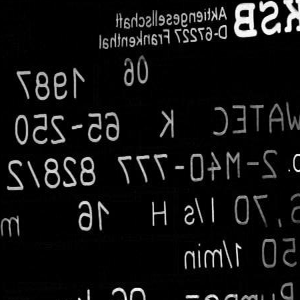 KSB Aktiengesellschaft
D-67227 Frankenthal
06 1987
WATEC K 65-250
2-M40-777 828/2
6,70 l/s H 16 m
50 1/min